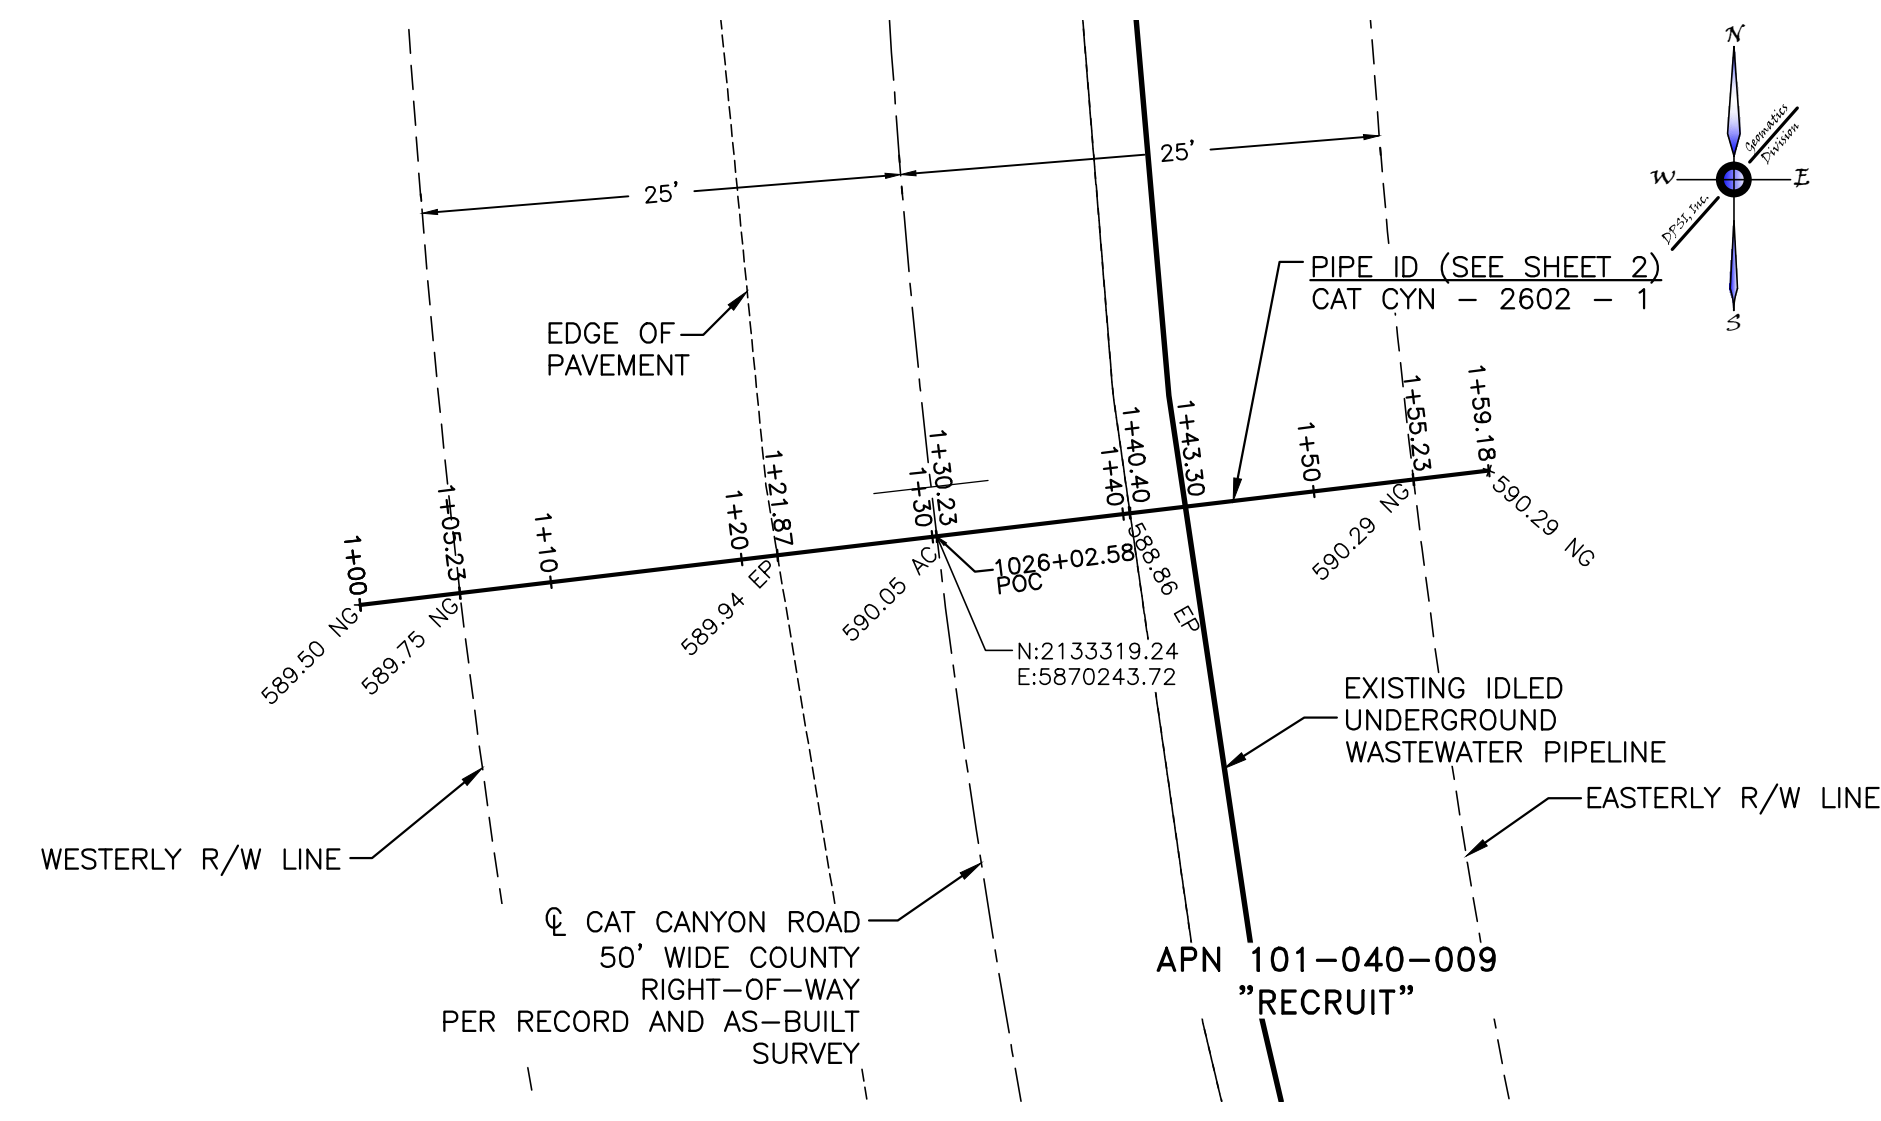 N
Geomatics
Division
W
E
DPSI, Inc.
S
25'
25'
PIPE ID (SEE SHEET 2)
CAT CYN - 2602 - 1
EDGE OF
PAVEMENT
1+00
1+05.23
1+10
1+20
1+21.87
1+30
1+30.23
1+40
1+40.40
1+43.30
1+50
1+55.23
1+59.18
589.50 NG
589.75 NG
589.94 EP
590.05 AC
588.86 EP
590.29 NG
590.29 NG
1026+02.58
POC
N:2133319.24
E:5870243.72
EXISTING IDLED
UNDERGROUND
WASTEWATER PIPELINE
EASTERLY R/W LINE
WESTERLY R/W LINE
℄ CAT CANYON ROAD
50' WIDE COUNTY
RIGHT-OF-WAY
PER RECORD AND AS-BUILT
SURVEY
APN 101-040-009
"RECRUIT"